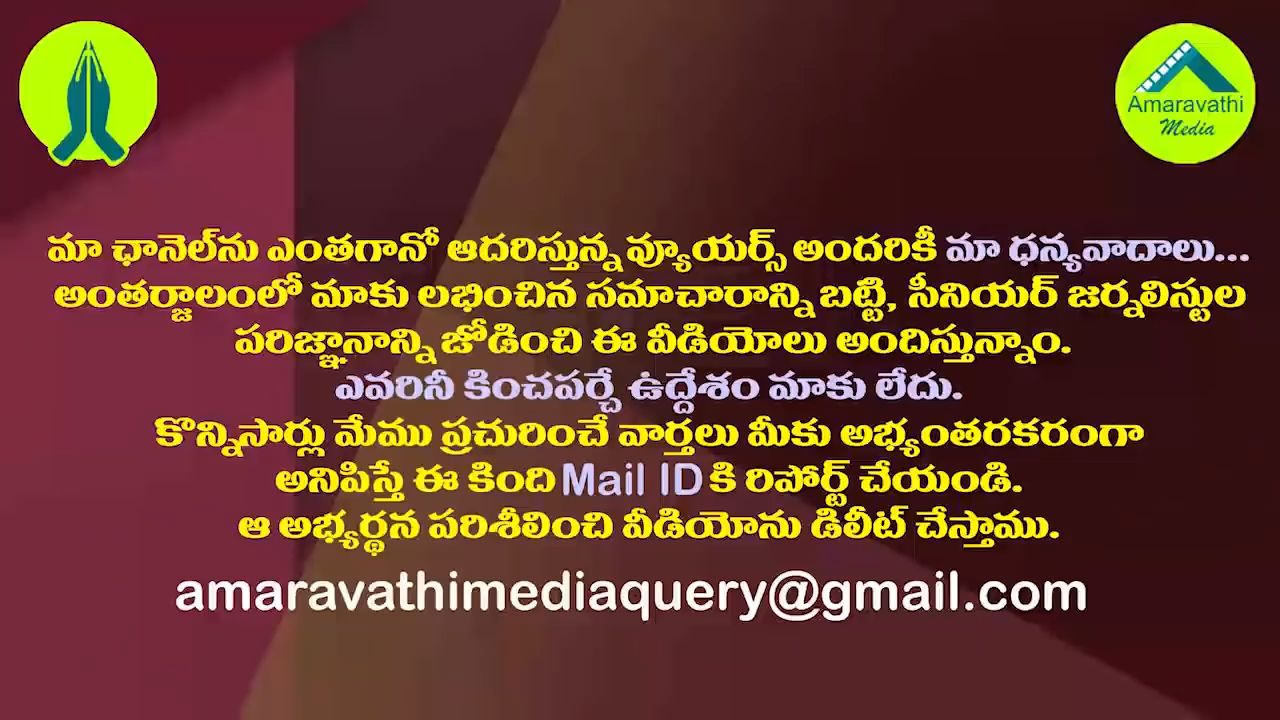 Amaravathi
Media
మా ఛానెల్‌ను ఎంతగానో ఆదరిస్తున్న వ్యూయర్స్ అందరికీ మా ధన్యవాదాలు...
అంతర్జాలంలో మాకు లభించిన సమాచారాన్ని బట్టి, సీనియర్ జర్నలిస్టుల
పరిజ్ఞానాన్ని జోడించి ఈ వీడియోలు అందిస్తున్నాం.
ఎవరినీ కించపర్చే ఉద్దేశం మాకు లేదు.
కొన్నిసార్లు మేము ప్రచురించే వార్తలు మీకు అభ్యంతరకరంగా
అనిపిస్తే ఈ కింది Mail ID కి రిపోర్ట్ చేయండి.
ఆ అభ్యర్థన పరిశీలించి వీడియోను డిలీట్ చేస్తాము.
amaravathimediaquery@gmail.com